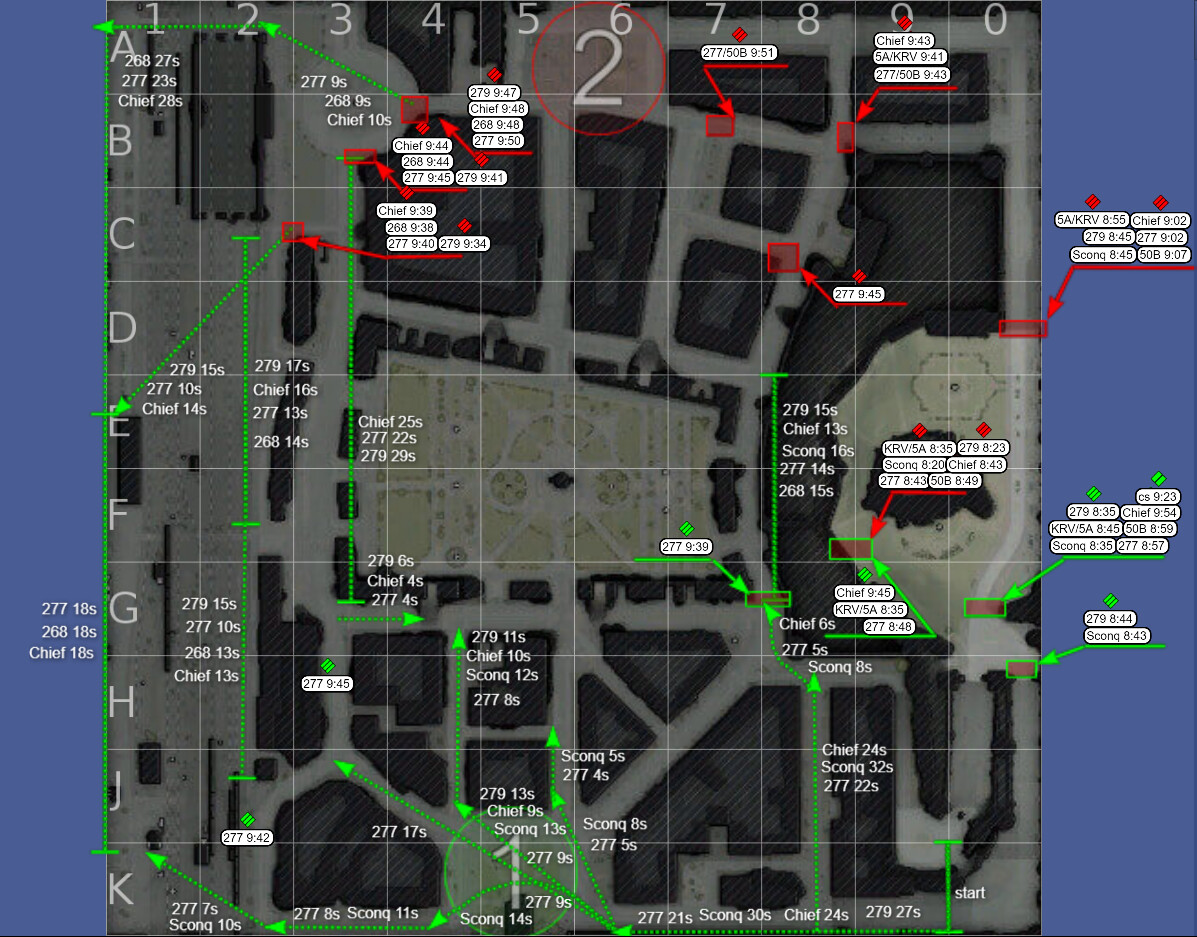 1 2 3 4 5 6 7 8 9 0
A
268 27s
277 23s
Chief 28s
277 9s
268 9s
Chief 10s
2
279 9:47
Chief 9:48
268 9:48
277 9:50
277/50B 9:51
Chief 9:43
5A/KRV 9:41
277/50B 9:43
B
Chief 9:44
268 9:44
277 9:45
279 9:41
C
Chief 9:39
268 9:38
277 9:40
279 9:34
277 9:45
5A/KRV 8:55
Chief 9:02
279 8:45
277 9:02
Sconq 8:45
50B 9:07
D
279 15s
277 10s
Chief 14s
279 17s
Chief 16s
277 13s
268 14s
E
Chief 25s
277 22s
279 29s
279 15s
Chief 13s
Sconq 16s
277 14s
268 15s
KRV/5A 8:35
279 8:23
Sconq 8:20
Chief 8:43
277 8:43
50B 8:49
F
277 9:39
cs 9:23
279 8:35
Chief 9:54
KRV/5A 8:45
50B 8:59
Sconq 8:35
277 8:57
279 6s
Chief 4s
277 4s
Chief 9:45
KRV/5A 8:35
277 8:48
G
277 18s
268 18s
Chief 18s
279 15s
277 10s
268 13s
Chief 13s
279 11s
Chief 10s
Sconq 12s
277 8s
Chief 6s
277 5s
Sconq 8s
279 8:44
Sconq 8:43
H
277 9:45
Sconq 5s
277 4s
Chief 24s
Sconq 32s
277 22s
J
277 9:42
279 13s
Chief 9s
Sconq 13s
277 17s
277 9s
Sconq 8s
277 5s
1
K
277 9s
277 7s
Sconq 10s
277 8s
Sconq 11s
Sconq 14s
277 21s
Sconq 30s
Chief 24s
279 27s
start